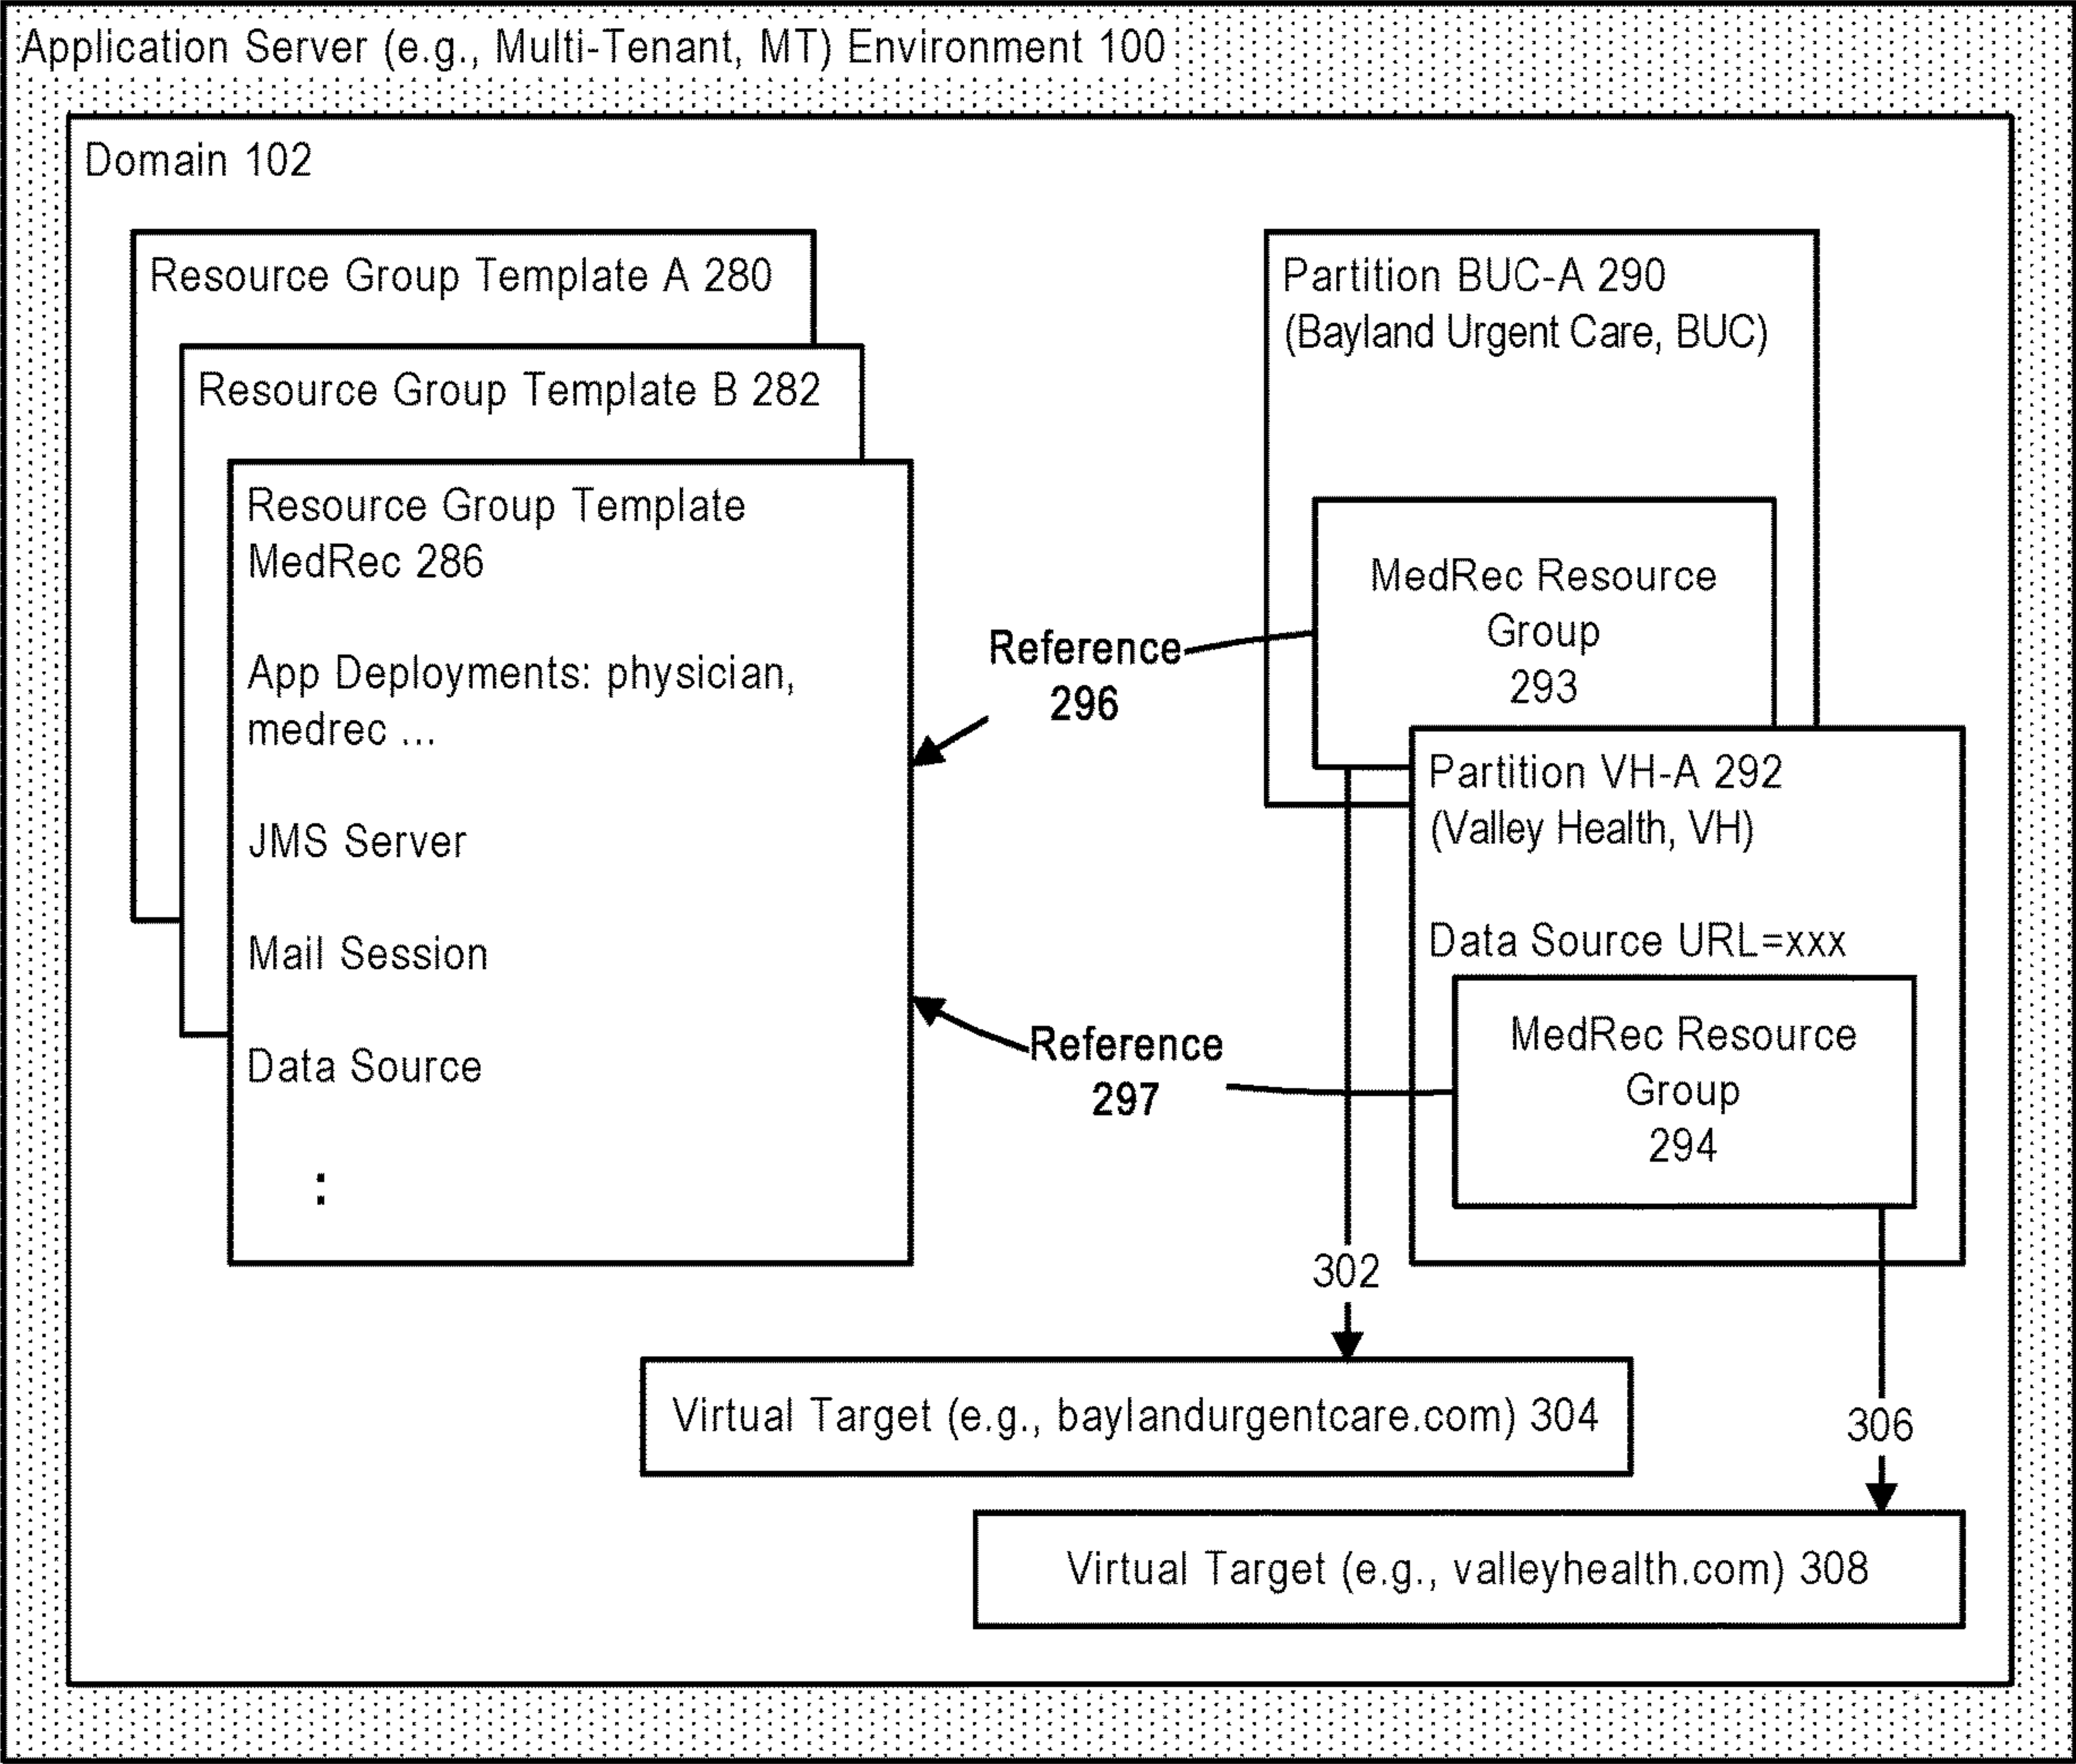 Application Server (e.g., Multi-Tenant, MT) Environment 100
Domain 102
Resource Group Template A 280
Resource Group Template B 282
Resource Group Template
MedRec 286
App Deployments: physician,
medrec ...
JMS Server
Mail Session
Data Source
:
Reference
296
Reference
297
Partition BUC-A 290
(Bayland Urgent Care, BUC)
MedRec Resource
Group
293
Partition VH-A 292
(Valley Health, VH)
Data Source URL=xxx
MedRec Resource
Group
294
302
Virtual Target (e.g., baylandurgentcare.com) 304
306
Virtual Target (e.g., valleyhealth.com) 308